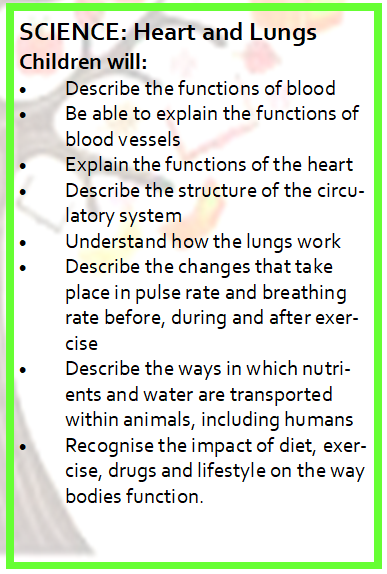 SCIENCE: Heart and Lungs
Children will:
• Describe the functions of blood
• Be able to explain the functions of
blood vessels
• Explain the functions of the heart
• Describe the structure of the circu-
latory system
• Understand how the lungs work
• Describe the changes that take
place in pulse rate and breathing
rate before, during and after exer-
cise
• Describe the ways in which nutri-
ents and water are transported
within animals, including humans
• Recognise the impact of diet, exer-
cise, drugs and lifestyle on the way
bodies function.